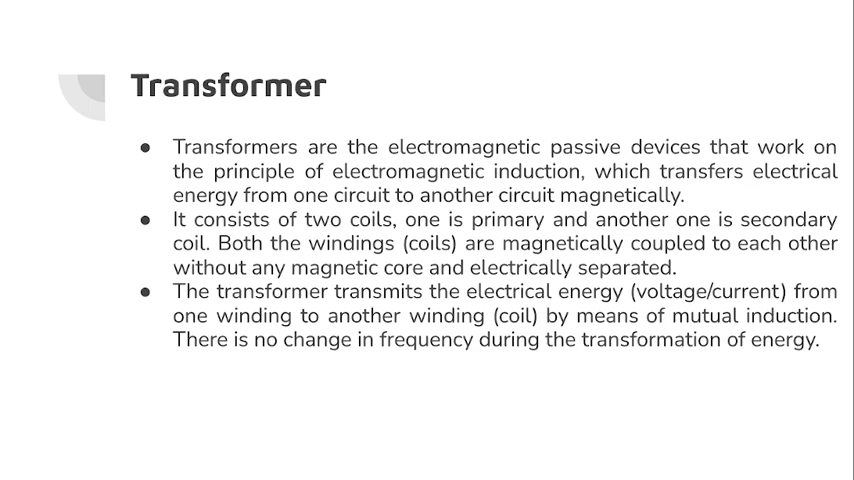 Transformer
● Transformers are the electromagnetic passive devices that work on
the principle of electromagnetic induction, which transfers electrical
energy from one circuit to another circuit magnetically.
● It consists of two coils, one is primary and another one is secondary
coil. Both the windings (coils) are magnetically coupled to each other
without any magnetic core and electrically separated.
● The transformer transmits the electrical energy (voltage/current) from
one winding to another winding (coil) by means of mutual induction.
There is no change in frequency during the transformation of energy.